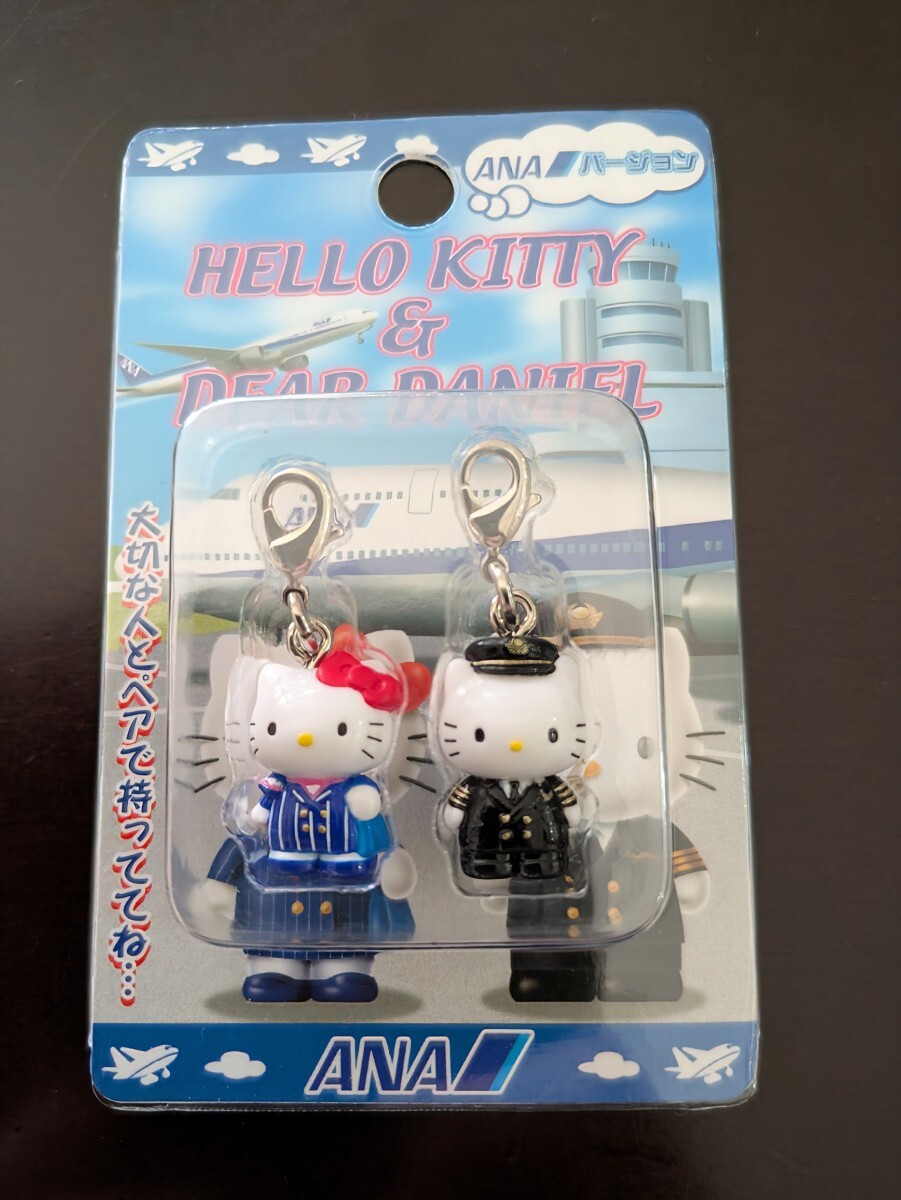 ANA バージョン
HELLO KITTY
&
DEAR DANIEL
ANA
大切な人とペアで持っててね…
ANA